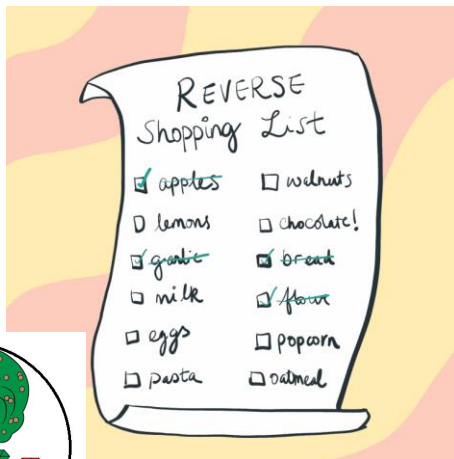 REVERSE
Shopping List
apples
lemons
garlic
milk
eggs
pasta
walnuts
chocolate!
bread
flour
popcorn
oatmeal